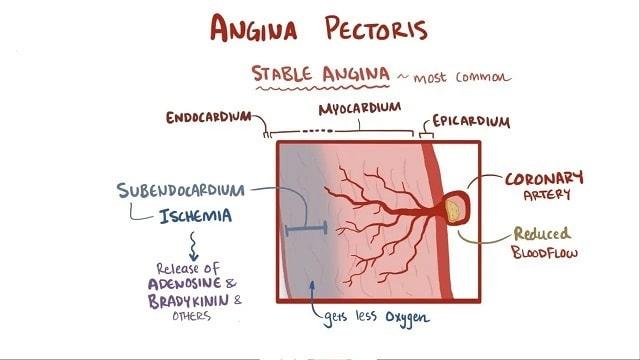 ANGINA PECTORIS
STABLE ANGINA ~ most common
ENDOCARDIUM
MYOCARDIUM
EPICARDIUM
SUBENDOCARDIUM
ISCHEMIA
Release of
ADENOSINE &
BRADYKININ &
OTHERS
CORONARY
ARTERY
Reduced
BLOODFLOW
gets less oxygen